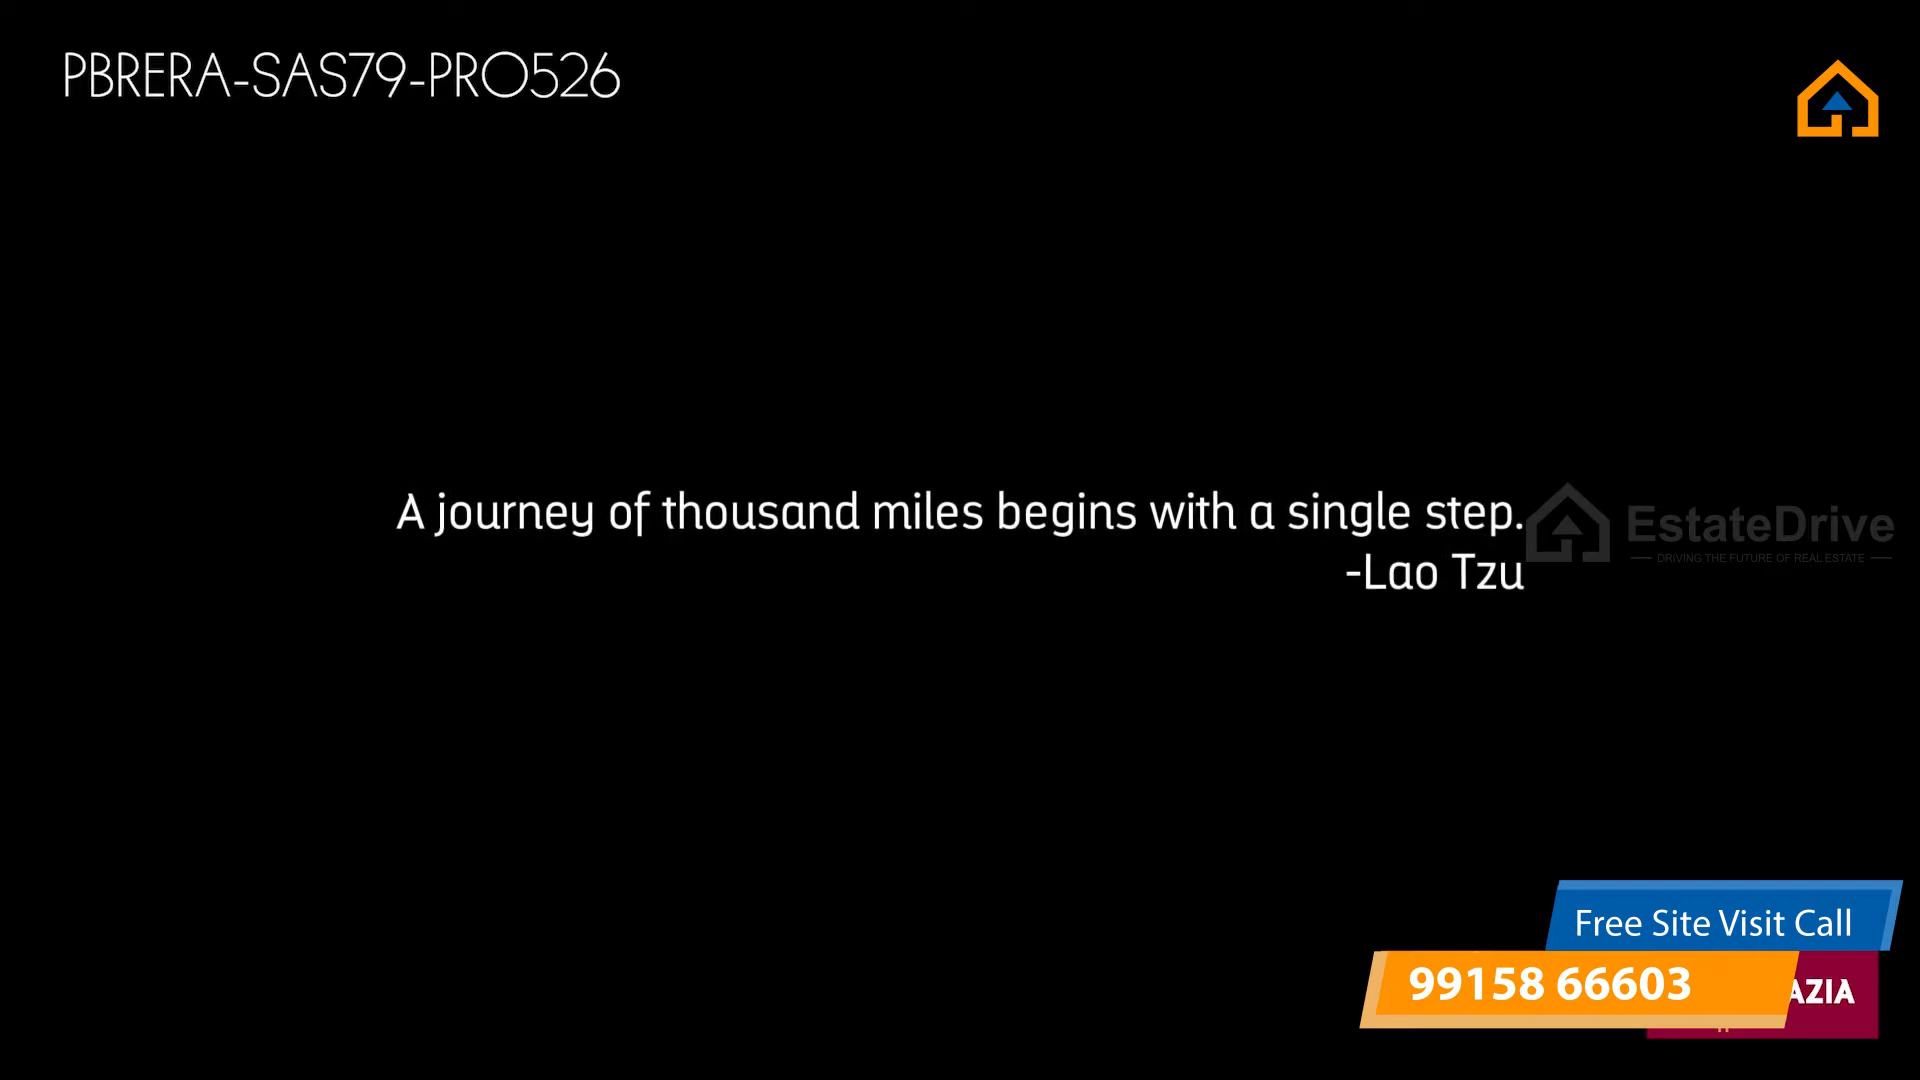 PBRERA-SAS79-PRO526
A journey of thousand miles begins with a single step.
-Lao Tzu
EstateDrive
DRIVING THE FUTURE OF REAL ESTATE
Free Site Visit Call
99158 66603